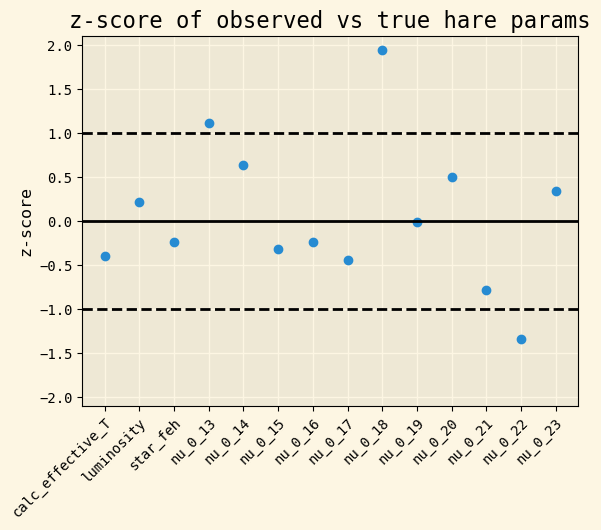 z-score of observed vs true hare params
z-score
2.0
1.5
1.0
0.5
0.0
−0.5
−1.0
−1.5
−2.0
calc_effective_T
luminosity
star_feh
nu_0_13
nu_0_14
nu_0_15
nu_0_16
nu_0_17
nu_0_18
nu_0_19
nu_0_20
nu_0_21
nu_0_22
nu_0_23